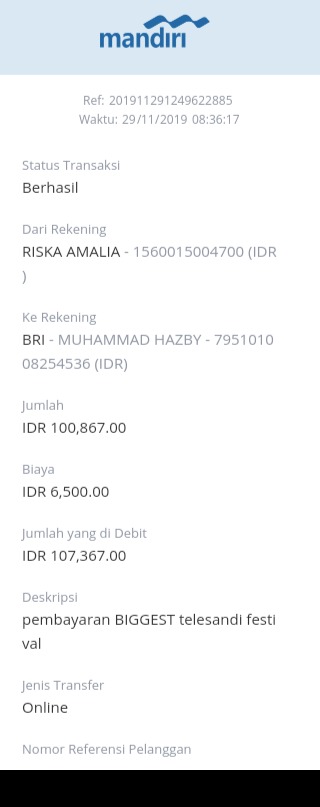 mandiri
Ref: 201911291249622885
Waktu: 29/11/2019 08:36:17
Status Transaksi
Berhasil
Dari Rekening
RISKA AMALIA - 1560015004700 (IDR
)
Ke Rekening
BRI - MUHAMMAD HAZBY - 7951010
08254536 (IDR)
Jumlah
IDR 100,867.00
Biaya
IDR 6,500.00
Jumlah yang di Debit
IDR 107,367.00
Deskripsi
pembayaran BIGGEST telesandi festi
val
Jenis Transfer
Online
Nomor Referensi Pelanggan